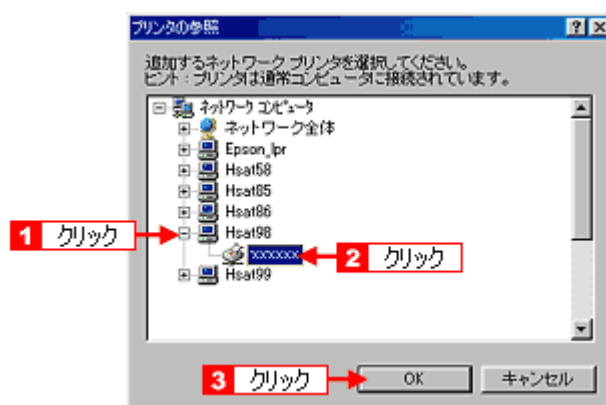 プリンタの参照
追加するネットワーク プリンタを選択してください。
ヒント：プリンタは通常コンピュータに接続されています。
ネットワーク コンピュータ
ネットワーク全体
Epson_lpr
Hsat58
Hsat85
Hsat86
1 クリック
Hsat98
xxxxxx
2 クリック
Hsat99
3 クリック
OK
キャンセル